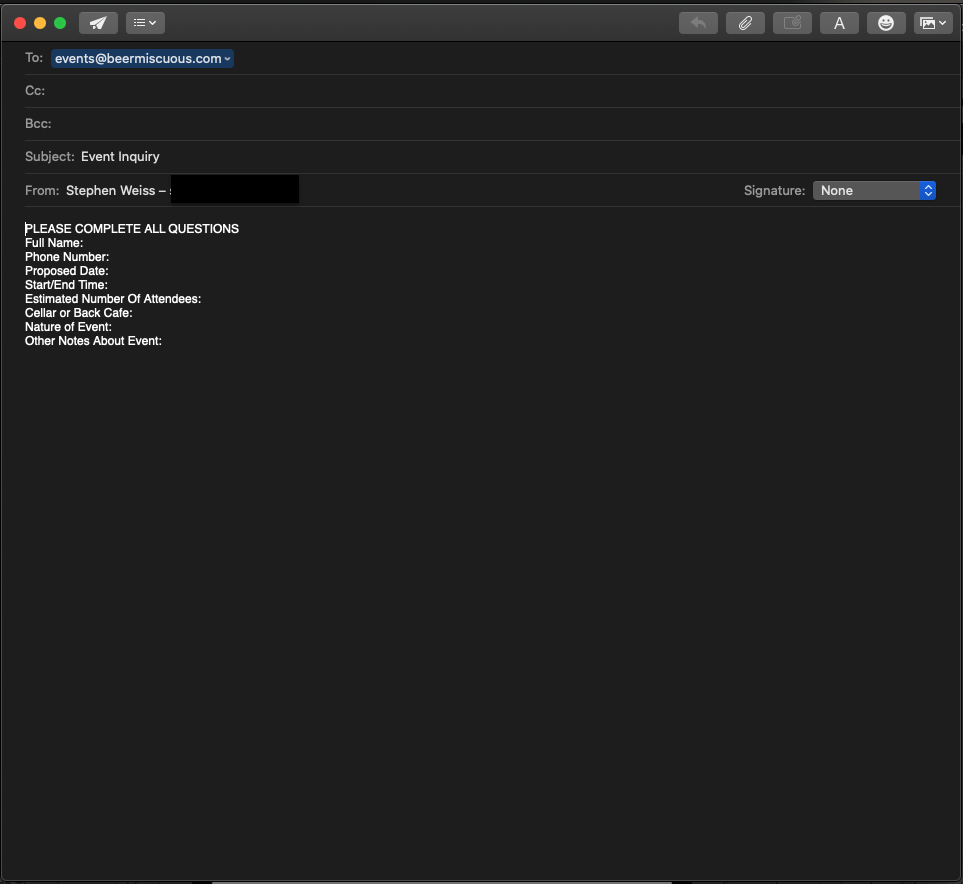 To: events@beermiscuous.com
Cc:
Bcc:
Subject: Event Inquiry
From: Stephen Weiss –
Signature: None
PLEASE COMPLETE ALL QUESTIONS
Full Name:
Phone Number:
Proposed Date:
Start/End Time:
Estimated Number Of Attendees:
Cellar or Back Cafe:
Nature of Event:
Other Notes About Event: